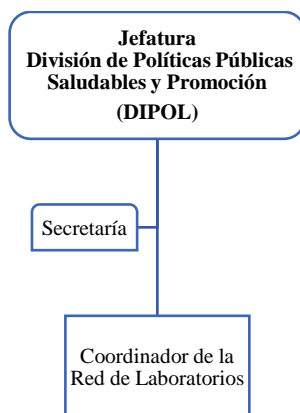 Jefatura
División de Políticas Públicas
Saludables y Promoción
(DIPOL)
Secretaría
Coordinador de la
Red de Laboratorios